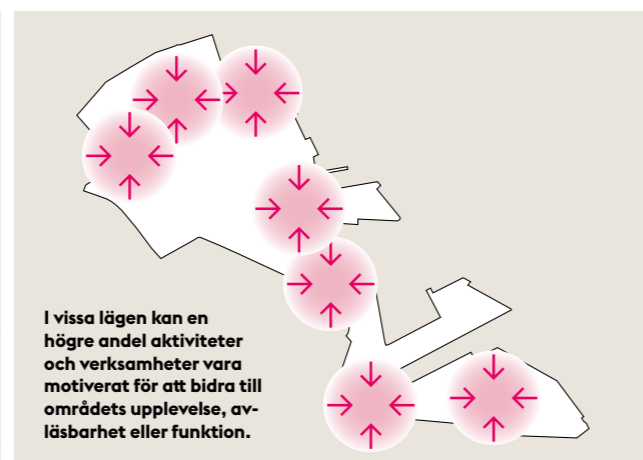 I vissa lägen kan en
högre andel aktiviteter
och verksamheter vara
motiverat för att bidra till
områdets upplevelse, av-
läsbarhet eller funktion.